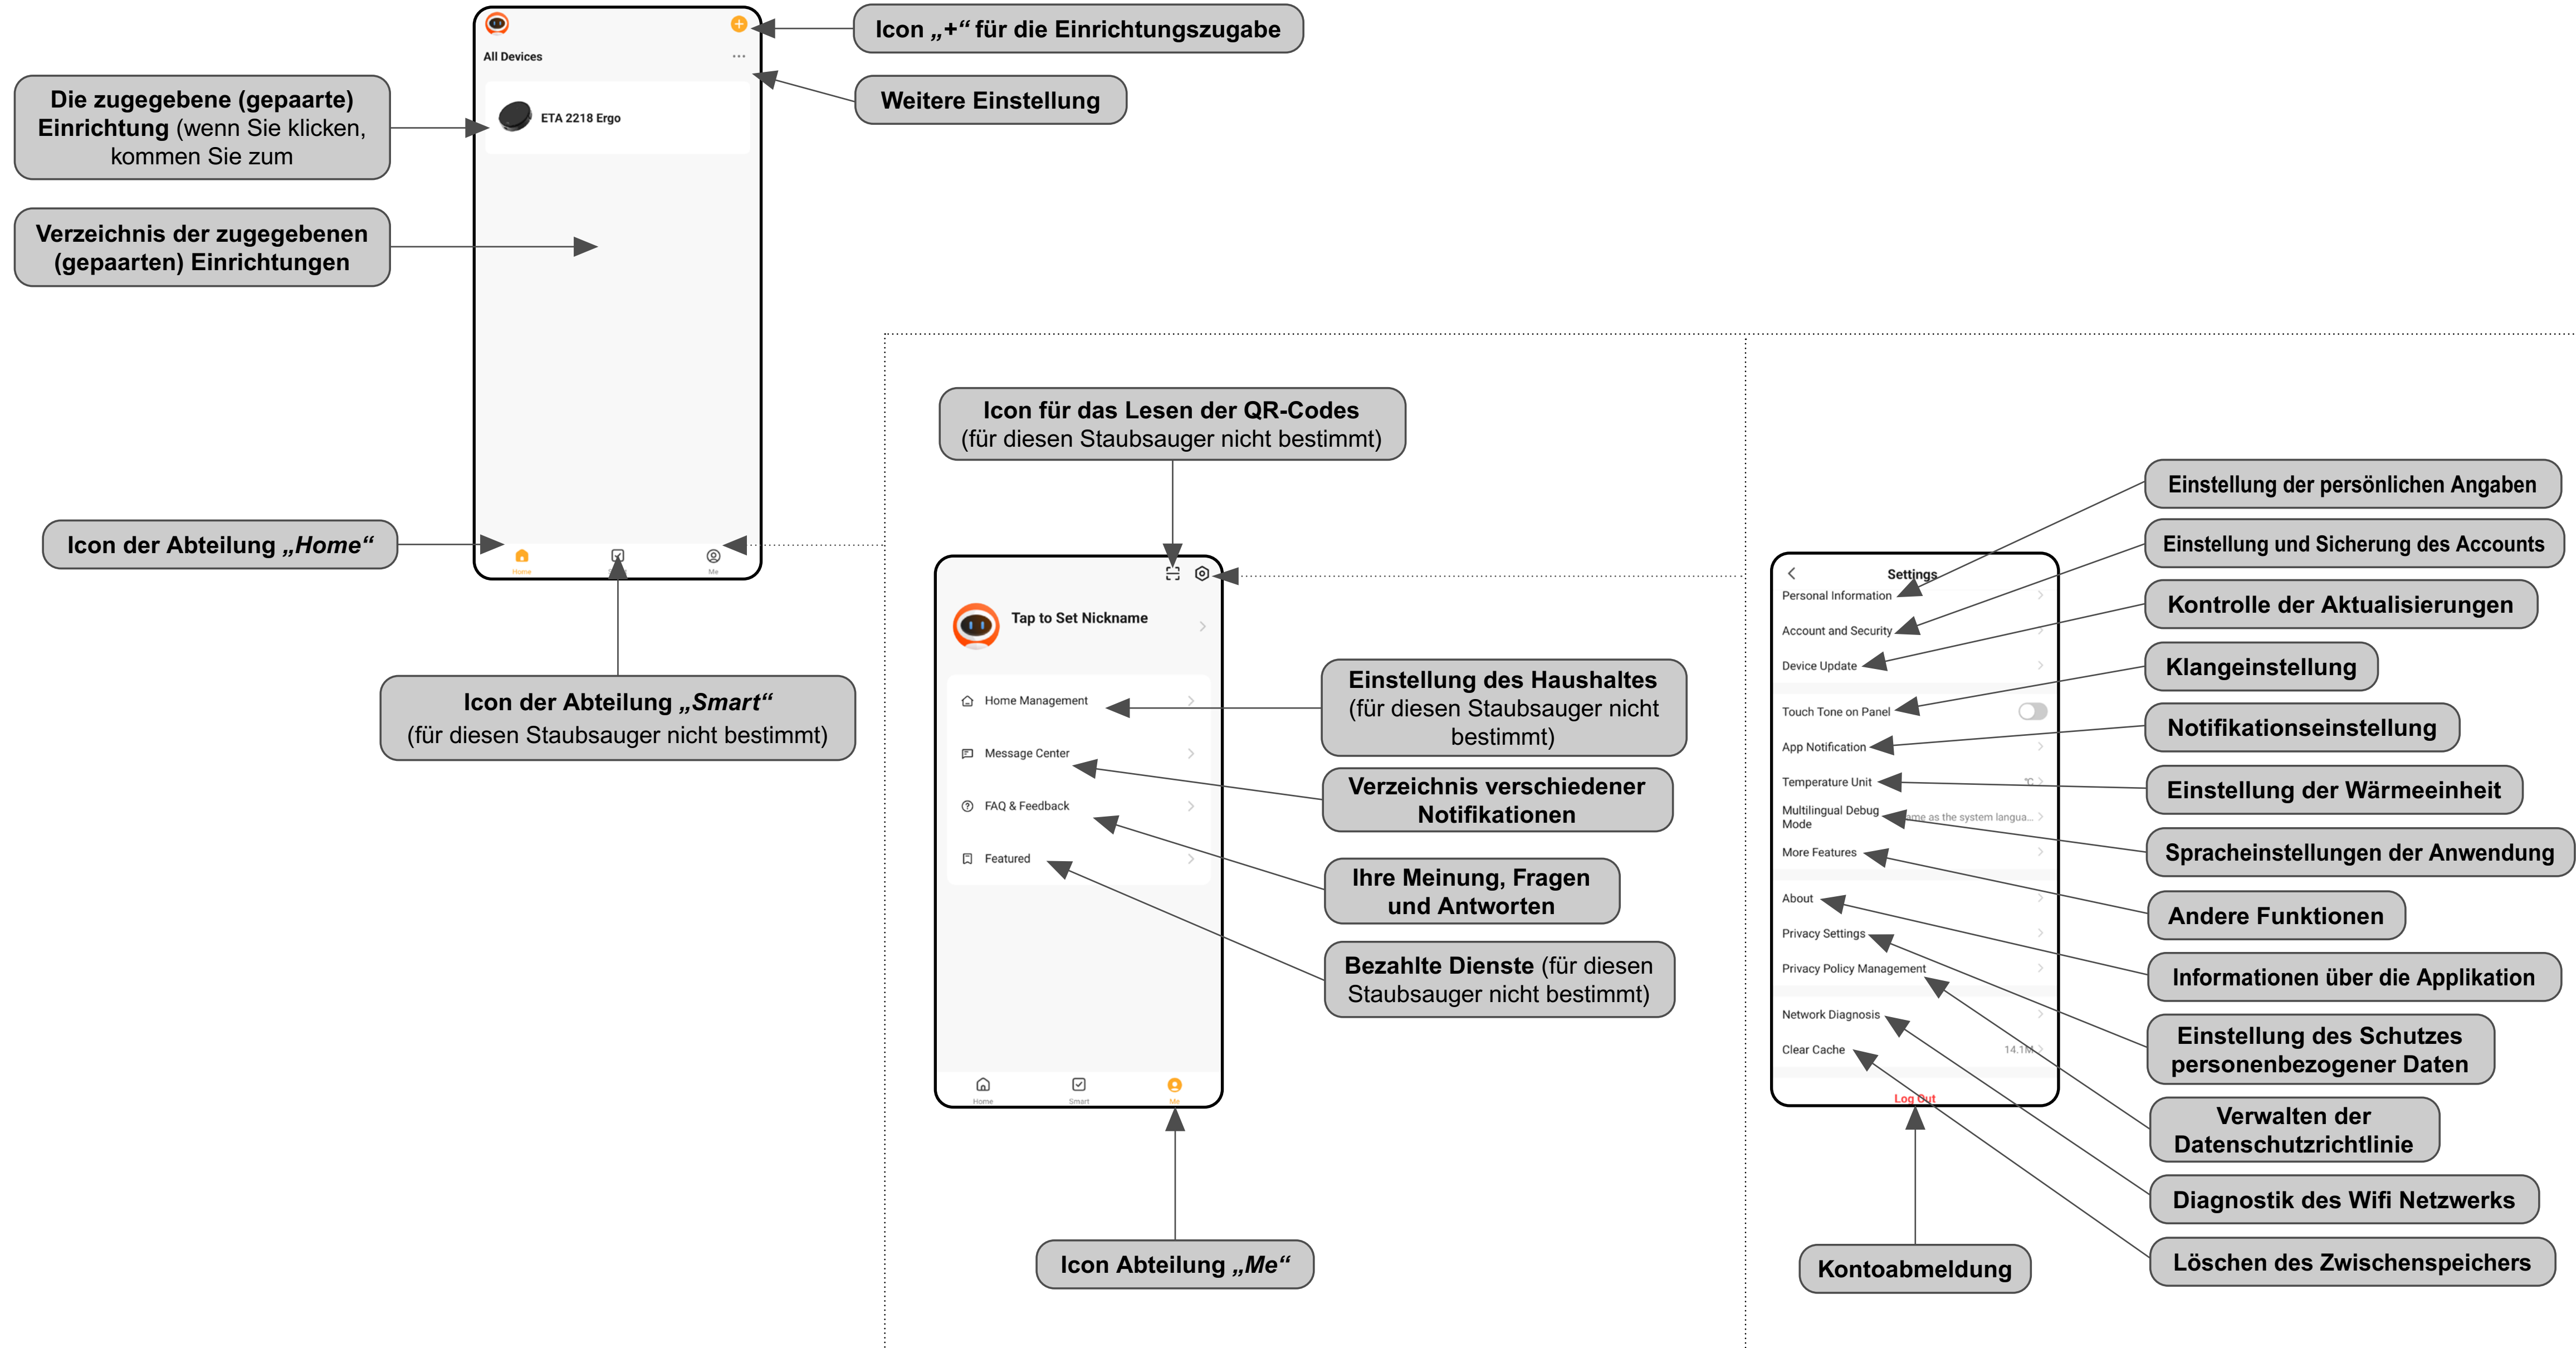 Icon „+“ für die Einrichtungszugabe
All Devices
Weitere Einstellung
Die zugegebene (gepaarte)
Einrichtung (wenn Sie klicken,
kommen Sie zum
ETA 2218 Ergo
Verzeichnis der zugegebenen
(gepaarten) Einrichtungen
Icon der Abteilung „Home“
Home
Me
Icon der Abteilung „Smart“
(für diesen Staubsauger nicht bestimmt)
Icon für das Lesen der QR-Codes
(für diesen Staubsauger nicht bestimmt)
Tap to Set Nickname
Home Management
Message Center
FAQ & Feedback
Featured
Home
Smart
Me
Einstellung des Haushaltes
(für diesen Staubsauger nicht
bestimmt)
Verzeichnis verschiedener
Notifikationen
Ihre Meinung, Fragen
und Antworten
Bezahlte Dienste (für diesen
Staubsauger nicht bestimmt)
Icon Abteilung „Me“
Settings
Personal Information
Account and Security
Device Update
Touch Tone on Panel
App Notification
Temperature Unit
°C
Multilingual Debug
Mode
ame as the system langua...
More Features
About
Privacy Settings
Privacy Policy Management
Network Diagnosis
Clear Cache
14.1M
Log Out
Einstellung der persönlichen Angaben
Einstellung und Sicherung des Accounts
Kontrolle der Aktualisierungen
Klangeinstellung
Notifikationseinstellung
Einstellung der Wärmeeinheit
Spracheinstellungen der Anwendung
Andere Funktionen
Informationen über die Applikation
Einstellung des Schutzes
personenbezogener Daten
Verwalten der
Datenschutzrichtlinie
Diagnostik des Wifi Netzwerks
Löschen des Zwischenspeichers
Kontoabmeldung